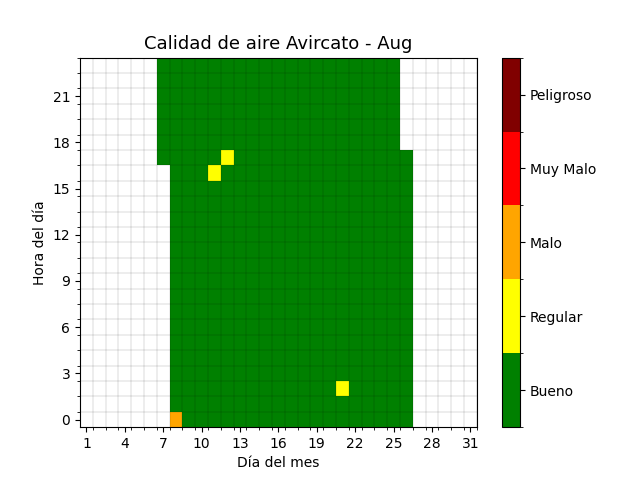 Calidad de aire Avircato - Aug
21
18
15
12
9
6
3
0
Hora del día
1 4 7 10 13 16 19 22 25 28 31
Día del mes
Peligroso
Muy Malo
Malo
Regular
Bueno